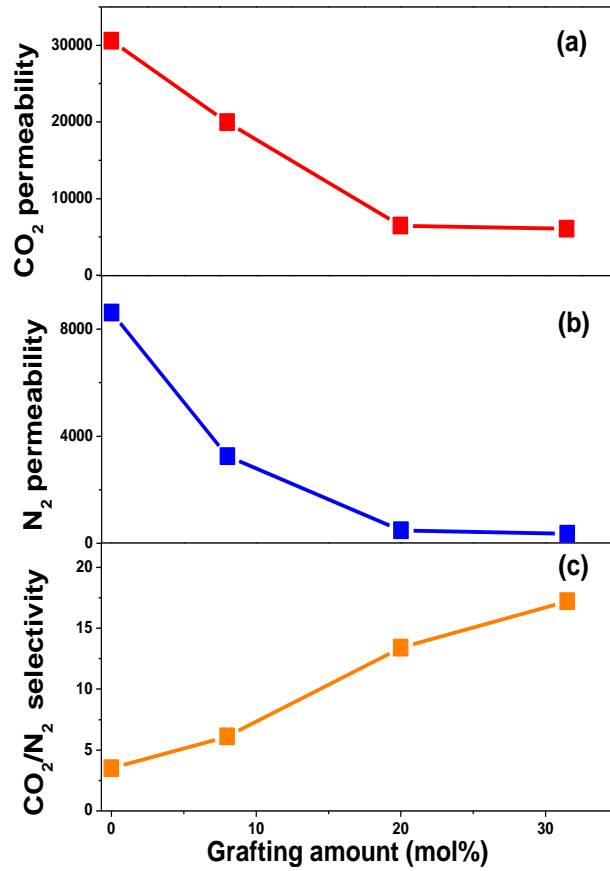 (a)
CO₂ permeability
30000
20000
10000
0
(b)
N₂ permeability
8000
4000
0
(c)
CO₂/N₂ selectivity
20
15
10
5
0
0 10 20 30
Grafting amount (mol%)